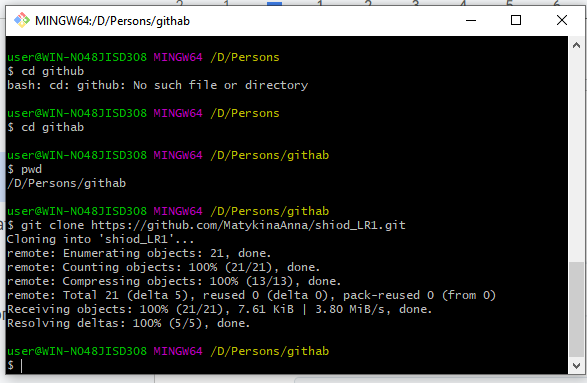 MINGW64:/D/Persons/githab
user@WIN-NO48JISD3O8 MINGW64 /D/Persons
$ cd github
bash: cd: github: No such file or directory
user@WIN-NO48JISD3O8 MINGW64 /D/Persons
$ cd githab
user@WIN-NO48JISD3O8 MINGW64 /D/Persons/githab
$ pwd
/D/Persons/githab
user@WIN-NO48JISD3O8 MINGW64 /D/Persons/githab
$ git clone https://github.com/MatykinaAnna/shiod_LR1.git
Cloning into 'shiod_LR1'...
remote: Enumerating objects: 21, done.
remote: Counting objects: 100% (21/21), done.
remote: Compressing objects: 100% (13/13), done.
remote: Total 21 (delta 5), reused 0 (delta 0), pack-reused 0 (from 0)
Receiving objects: 100% (21/21), 7.61 KiB | 3.80 MiB/s, done.
Resolving deltas: 100% (5/5), done.
user@WIN-NO48JISD3O8 MINGW64 /D/Persons/githab
$